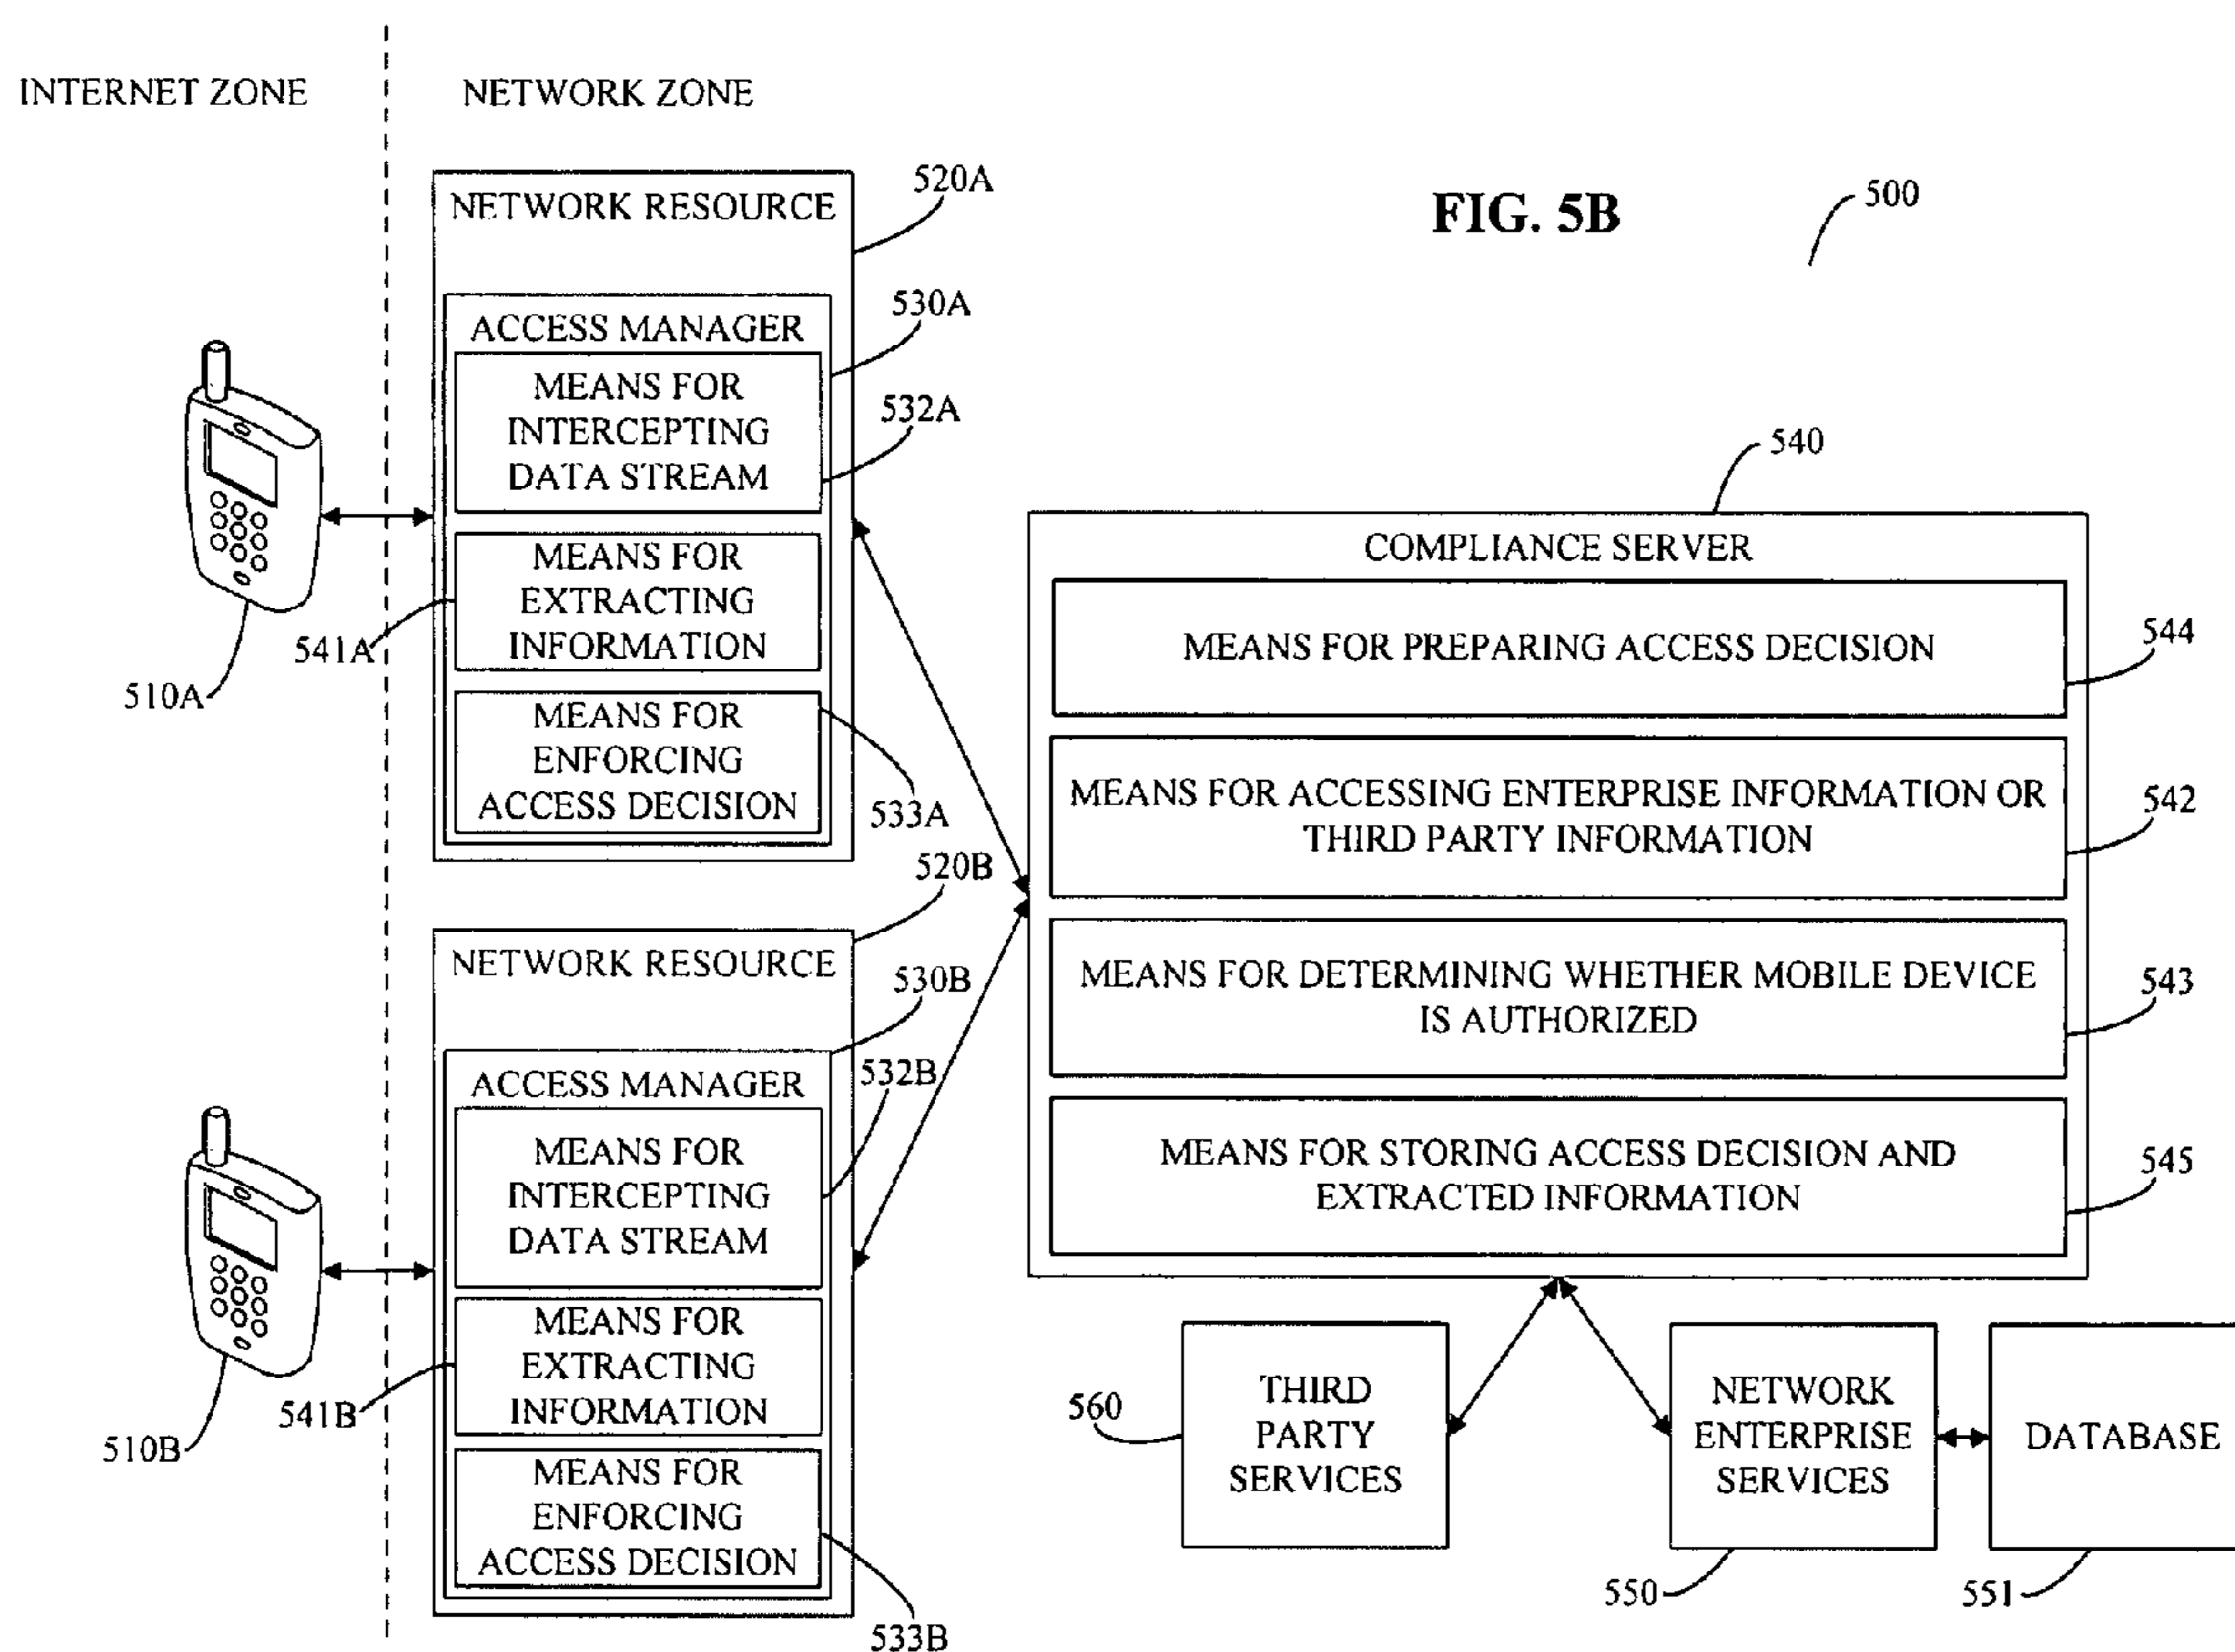 INTERNET ZONE
NETWORK ZONE
FIG. 5B
500
NETWORK RESOURCE
520A
ACCESS MANAGER
530A
MEANS FOR
INTERCEPTING
DATA STREAM
532A
MEANS FOR
EXTRACTING
INFORMATION
541A
510A
MEANS FOR
ENFORCING
ACCESS DECISION
533A
NETWORK RESOURCE
520B
ACCESS MANAGER
530B
MEANS FOR
INTERCEPTING
DATA STREAM
532B
MEANS FOR
EXTRACTING
INFORMATION
541B
510B
MEANS FOR
ENFORCING
ACCESS DECISION
533B
540
COMPLIANCE SERVER
MEANS FOR PREPARING ACCESS DECISION
544
MEANS FOR ACCESSING ENTERPRISE INFORMATION OR
THIRD PARTY INFORMATION
542
MEANS FOR DETERMINING WHETHER MOBILE DEVICE
IS AUTHORIZED
543
MEANS FOR STORING ACCESS DECISION AND
EXTRACTED INFORMATION
545
560
THIRD
PARTY
SERVICES
NETWORK
ENTERPRISE
SERVICES
550
DATABASE
551